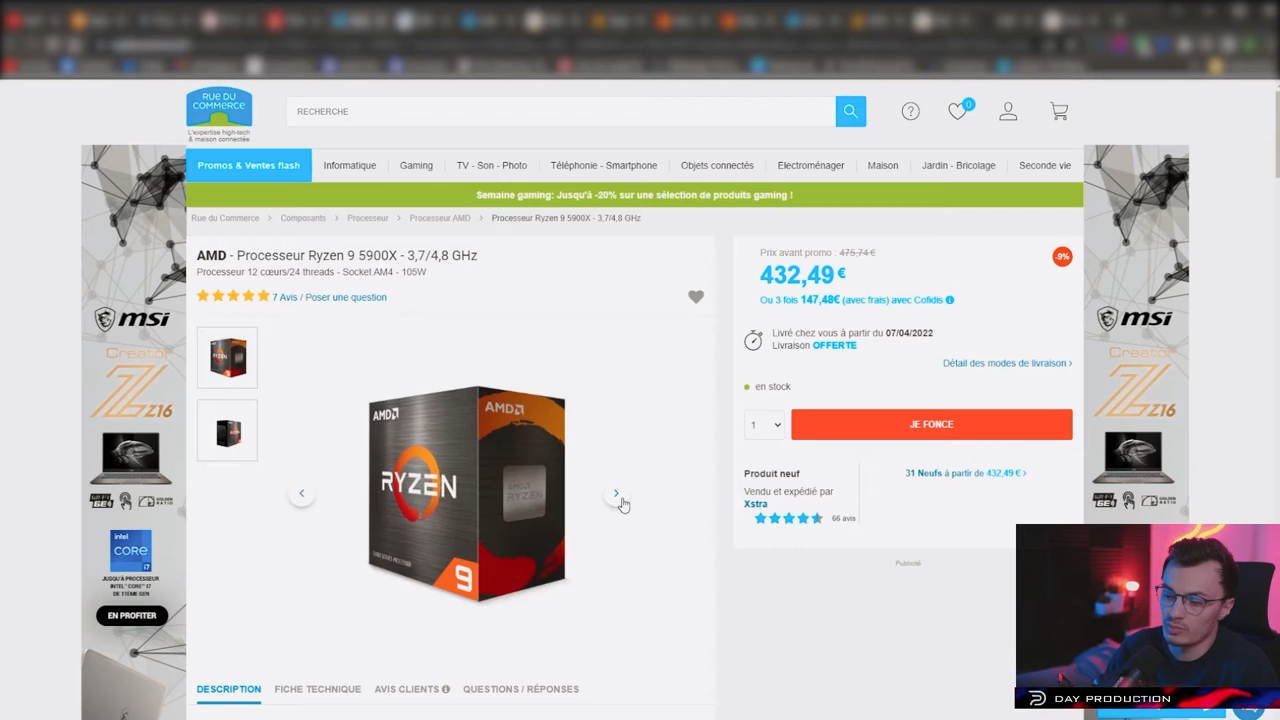 RUE DU
COMMERCE
L'expertise high-tech
& maison connectée
RECHERCHE
0
Promos & Ventes flash
Informatique
Gaming
TV - Son - Photo
Téléphonie - Smartphone
Objets connectés
Electroménager
Maison
Jardin - Bricolage
Seconde vie
Semaine gaming: Jusqu'à -20% sur une sélection de produits gaming !
Rue du Commerce > Composants > Processeur > Processeur AMD > Processeur Ryzen 9 5900X - 3,7/4,8 GHz
AMD - Processeur Ryzen 9 5900X - 3,7/4,8 GHz
Processeur 12 cœurs/24 threads - Socket AM4 - 105W
7 Avis / Poser une question
AMD
AMD
RYZEN
AMD
RYZEN
9
Prix avant promo : 475,74 €
-9%
432,49 €
Ou 3 fois 147,48€ (avec frais) avec Cofidis
Livré chez vous à partir du 07/04/2022
Livraison OFFERTE
Détail des modes de livraison >
en stock
1
JE FONCE
Produit neuf
31 Neufs à partir de 432,49 € >
Vendu et expédié par
Xstra
66 avis
Publicité
DESCRIPTION
FICHE TECHNIQUE
AVIS CLIENTS
QUESTIONS / RÉPONSES
msi
Creator
Z16
intel
CORE
i7
JUSQU'À PROCESSEUR
INTEL® CORE™ I7
DE 11ÈME GEN
EN PROFITER
msi
Creator
Z16
DAY PRODUCTION